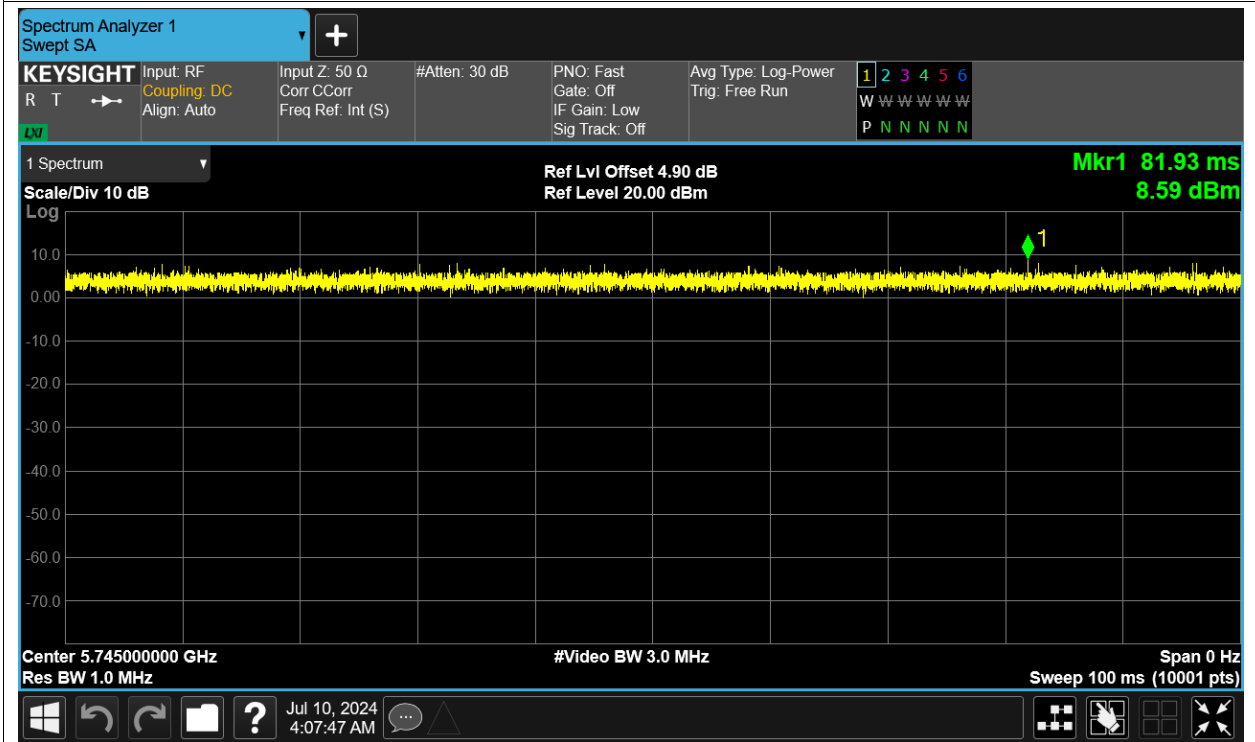 Spectrum Analyzer 1
Swept SA
+
KEYSIGHT
R T
LXI
Input: RF
Coupling: DC
Align: Auto
Input Z: 50 Ω
Corr CCorr
Freq Ref: Int (S)
#Atten: 30 dB
PNO: Fast
Gate: Off
IF Gain: Low
Sig Track: Off
Avg Type: Log-Power
Trig: Free Run
1 2 3 4 5 6
W W W W W W
P N N N N N
1 Spectrum
Scale/Div 10 dB
Log
Ref Lvl Offset 4.90 dB
Ref Level 20.00 dBm
Mkr1 81.93 ms
8.59 dBm
1
10.0
0.00
-10.0
-20.0
-30.0
-40.0
-50.0
-60.0
-70.0
Center 5.745000000 GHz
Res BW 1.0 MHz
#Video BW 3.0 MHz
Span 0 Hz
Sweep 100 ms (10001 pts)
?
Jul 10, 2024
4:07:47 AM